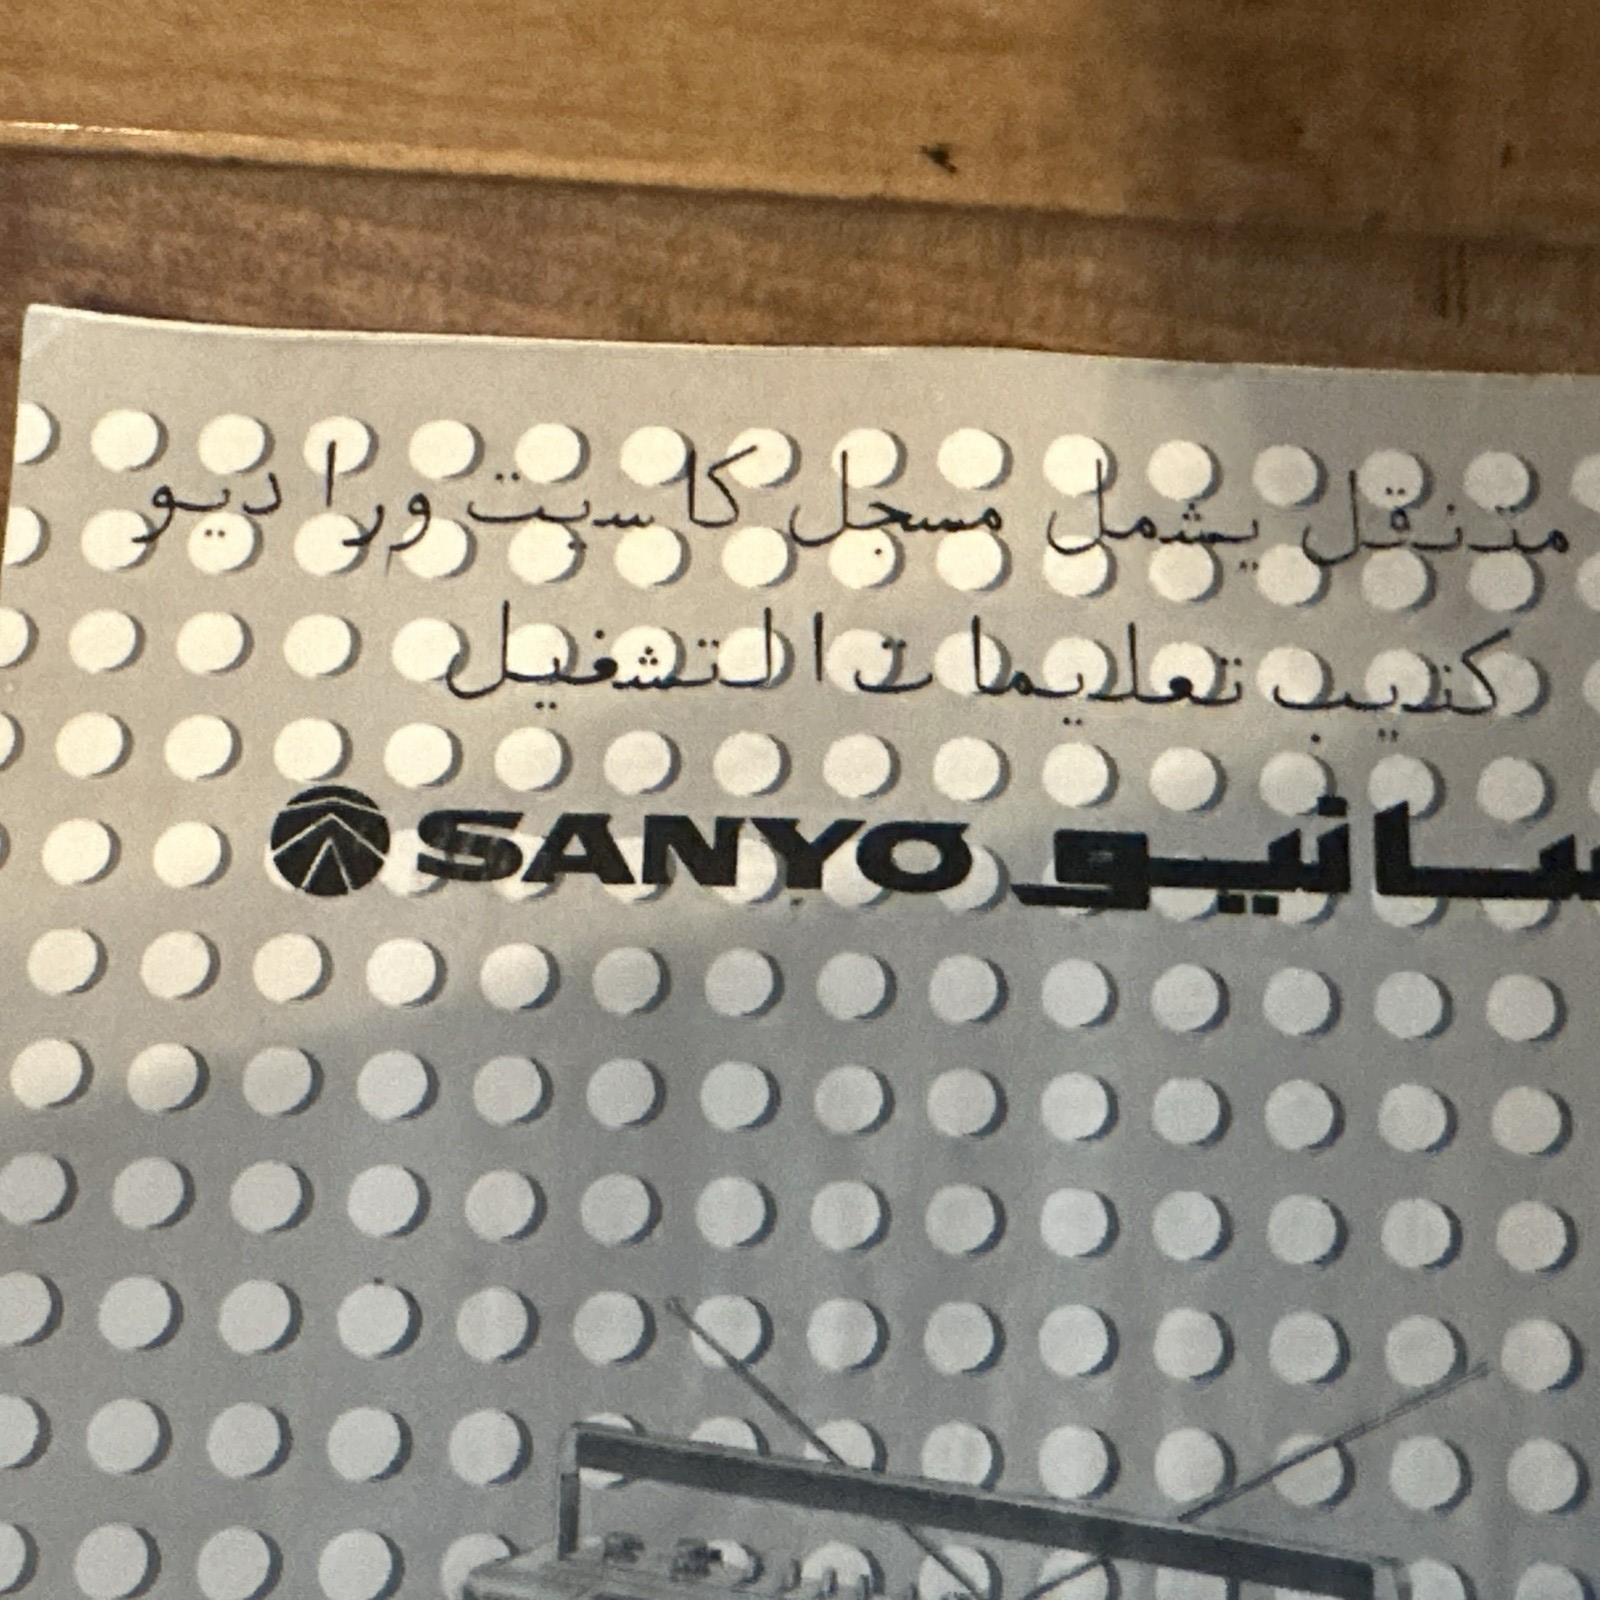 متنقل يشمل مسجل كاسيت وراديو
كتيب تعليمات التشغيل
SANYO سانيو